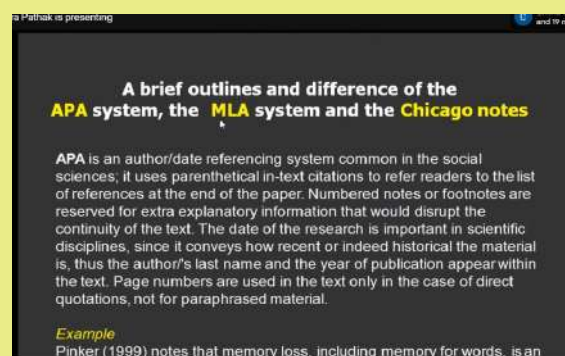 a Pathak is presenting
and 19 m
A brief outlines and difference of the
APA system, the MLA system and the Chicago notes
APA is an author/date referencing system common in the social
sciences; it uses parenthetical in-text citations to refer readers to the list
of references at the end of the paper. Numbered notes or footnotes are
reserved for extra explanatory information that would disrupt the
continuity of the text. The date of the research is important in scientific
disciplines, since it conveys how recent or indeed historical the material
is, thus the author/'s last name and the year of publication appear within
the text. Page numbers are used in the text only in the case of direct
quotations, not for paraphrased material.
Example
Pinker (1999) notes that memory loss, including memory for words, is an